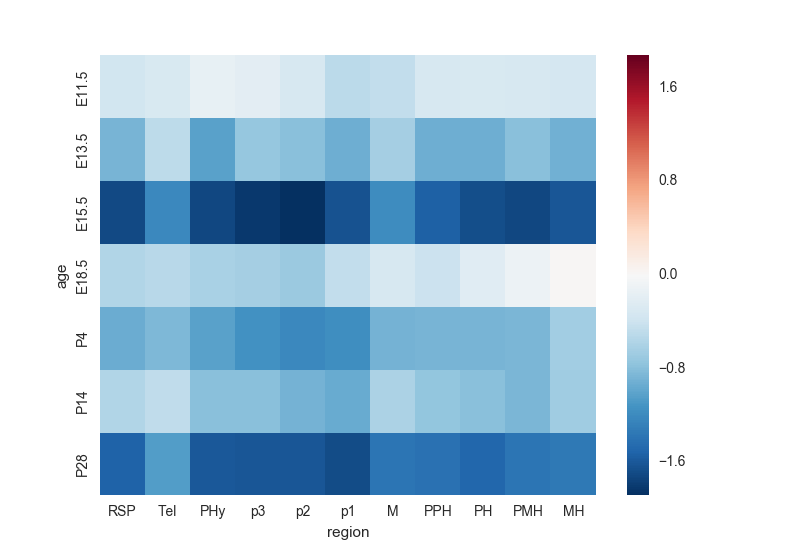 age
E11.5
E13.5
E15.5
E18.5
P4
P14
P28
RSP Tel PHy p3 p2 p1 M PPH PH PMH MH
region
1.6
0.8
0.0
−0.8
−1.6